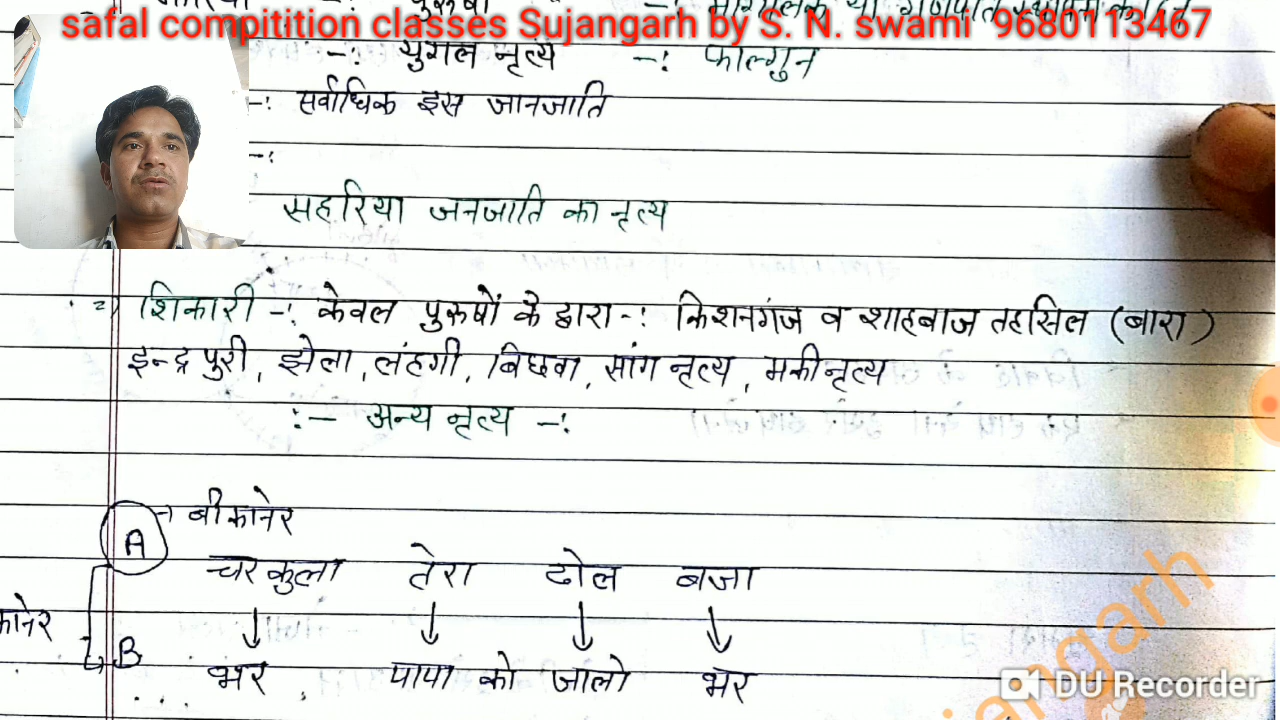 safal compitition classes Sujangarh by S. N. swami 9680113467
-: युगल नृत्य -: फाल्गुन
-: सर्वाधिक इस जानजाति
-:
सहरिया जनजाति का नृत्य
=) शिकारी -: केवल पुरूषों के द्वारा -: किशनगंज व शाहबाज तहसिल (बारा)
इन्द्रपुरी, झेला, लंहगी, बिछवा, सांग नृत्य, मकीनृत्य
:- अन्य नृत्य -:
A → बीकानेर
चरकुला तेरा ढोल बजा
↓ ↓ ↓ ↓
कानेर
B भर पापा को जालो भर
DU Recorder